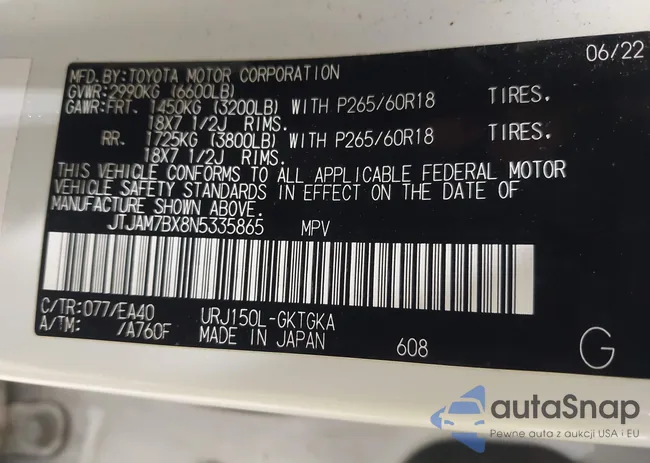 06/22
MFD. BY: TOYOTA MOTOR CORPORATION
GVWR: 2990KG (6600LB)
GAWR: FRT. 1450KG (3200LB) WITH P265/60R18 TIRES.
18X7 1/2J RIMS.
RR. 1725KG (3800LB) WITH P265/60R18 TIRES.
18X7 1/2J RIMS.
THIS VEHICLE CONFORMS TO ALL APPLICABLE FEDERAL MOTOR
VEHICLE SAFETY STANDARDS IN EFFECT ON THE DATE OF
MANUFACTURE SHOWN ABOVE.
JTJAM7BX8N5335865 MPV
C/TR: 077/EA40 URJ150L-GKTGKA
A/TM: /A760F MADE IN JAPAN 608 G
autaSnap
Pewne auta z aukcji USA i EU